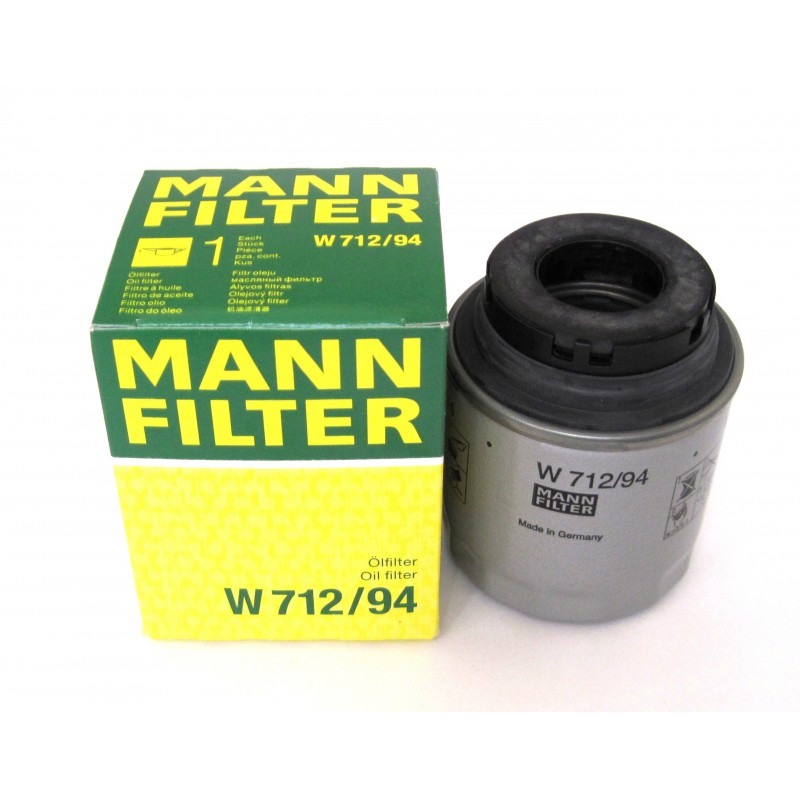 MANN
FILTER
W 712/94
1
Each
Stück
Pièce
pza. cont.
Kus
Ölfilter
Oil filter
Filtre à huile
Filtro de aceite
Filtro olio
Filtro do óleo
Filtr oleju
масляный фильтр
Alyvos filtras
Olejový filtr
Olejový filter
机油滤清器
MANN
FILTER
Ölfilter
Oil filter
W 712/94
W 712/94
MANN
FILTER
Made in Germany